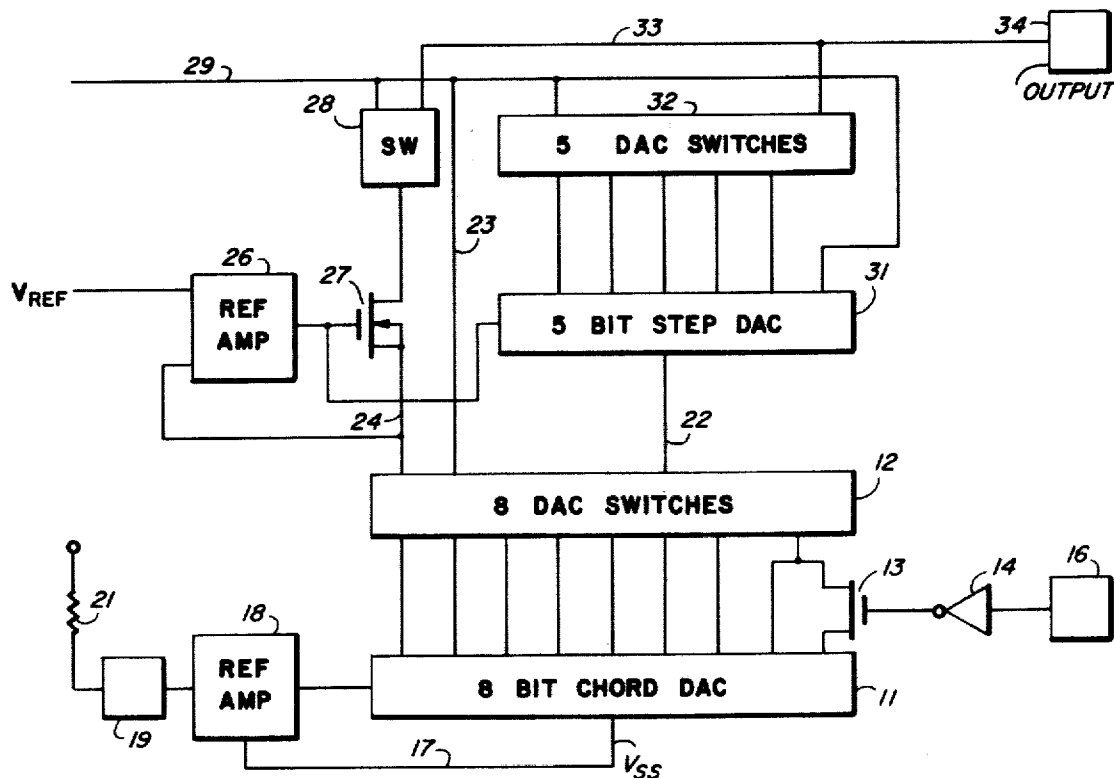 33
34
29
OUTPUT
28
32
SW
5 DAC SWITCHES
23
26
27
31
VREF
REF AMP
5 BIT STEP DAC
24
22
12
8 DAC SWITCHES
13
14
16
21
18
REF AMP
8 BIT CHORD DAC
11
19
17
VSS